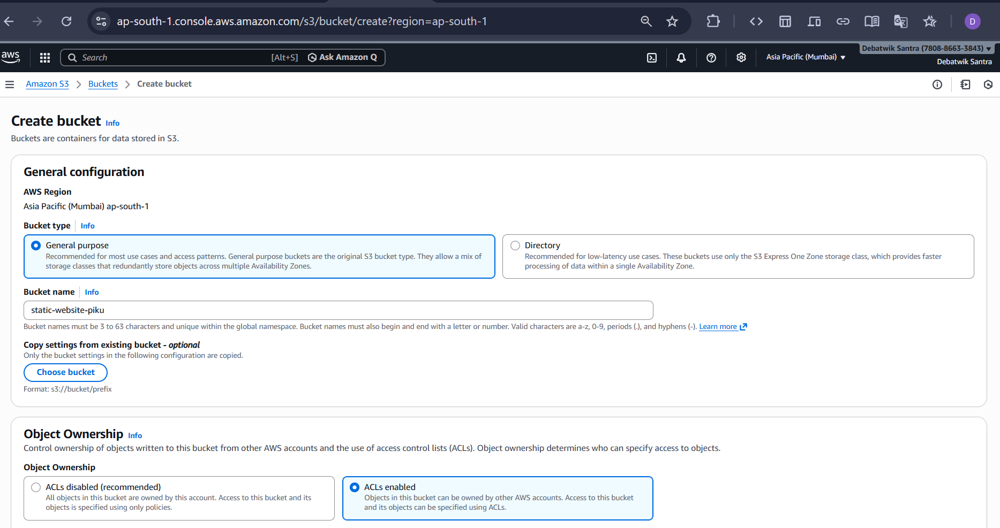 ap-south-1.console.aws.amazon.com/s3/bucket/create?region=ap-south-1
D
aws
Search
[Alt+S]
Ask Amazon Q
Asia Pacific (Mumbai)
Debatwik Santra (7808-8663-3843)
Debatwik Santra
Amazon S3
Buckets
Create bucket
Create bucket Info
Buckets are containers for data stored in S3.
General configuration
AWS Region
Asia Pacific (Mumbai) ap-south-1
Bucket type
Info
General purpose
Recommended for most use cases and access patterns. General purpose buckets are the original S3 bucket type. They allow a mix of
storage classes that redundantly store objects across multiple Availability Zones.
Directory
Recommended for low-latency use cases. These buckets use only the S3 Express One Zone storage class, which provides faster
processing of data within a single Availability Zone.
Bucket name
Info
static-website-piku
Bucket names must be 3 to 63 characters and unique within the global namespace. Bucket names must also begin and end with a letter or number. Valid characters are a-z, 0-9, periods (.), and hyphens (-). Learn more
Copy settings from existing bucket - optional
Only the bucket settings in the following configuration are copied.
Choose bucket
Format: s3://bucket/prefix
Object Ownership Info
Control ownership of objects written to this bucket from other AWS accounts and the use of access control lists (ACLs). Object ownership determines who can specify access to objects.
Object Ownership
ACLs disabled (recommended)
All objects in this bucket are owned by this account. Access to this bucket and its
objects is specified using only policies.
ACLs enabled
Objects in this bucket can be owned by other AWS accounts. Access to this bucket
and its objects can be specified using ACLs.